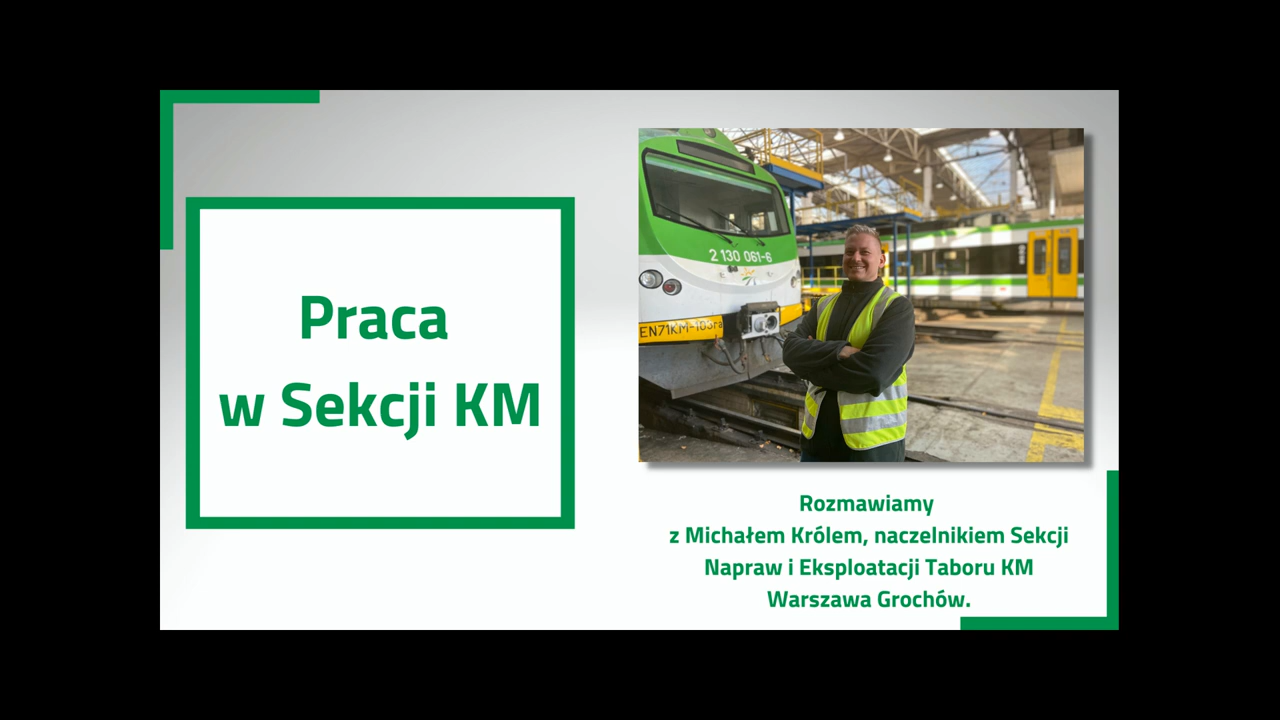 Praca
w Sekcji KM
2 130 061-6
Rozmawiamy
z Michałem Królem, naczelnikiem Sekcji
Napraw i Eksploatacji Taboru KM
Warszawa Grochów.